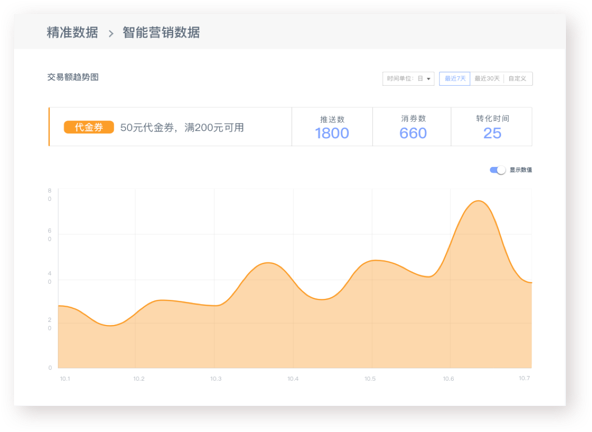 精准数据 > 智能营销数据
交易额趋势图
时间单位: 日
最近7天 最近30天 自定义
代金券 50元代金券，满200元可用
推送数 消券数 转化时间
1800 660 25
显示数值
8
0
6
0
4
0
2
0
0
10.1 10.2 10.3 10.4 10.5 10.6 10.7